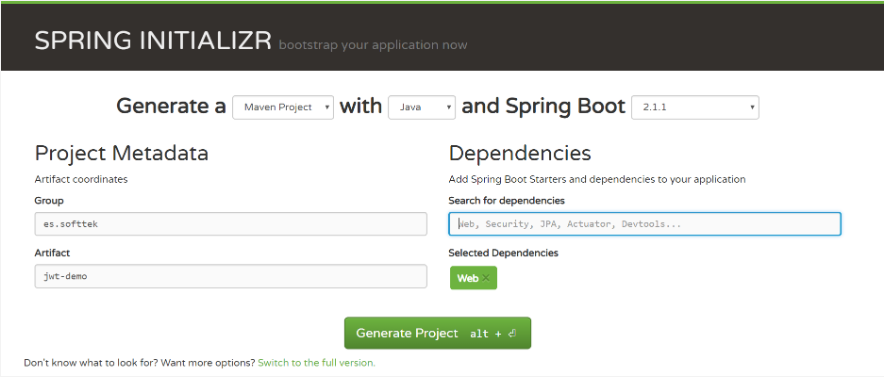 SPRING INITIALIZR bootstrap your application now
Generate a Maven Project with Java and Spring Boot 2.1.1
Project Metadata
Artifact coordinates
Group
es.softtek
Artifact
jwt-demo
Dependencies
Add Spring Boot Starters and dependencies to your application
Search for dependencies
Web, Security, JPA, Actuator, Devtools...
Selected Dependencies
Web ×
Generate Project alt + ⏎
Don't know what to look for? Want more options? Switch to the full version.